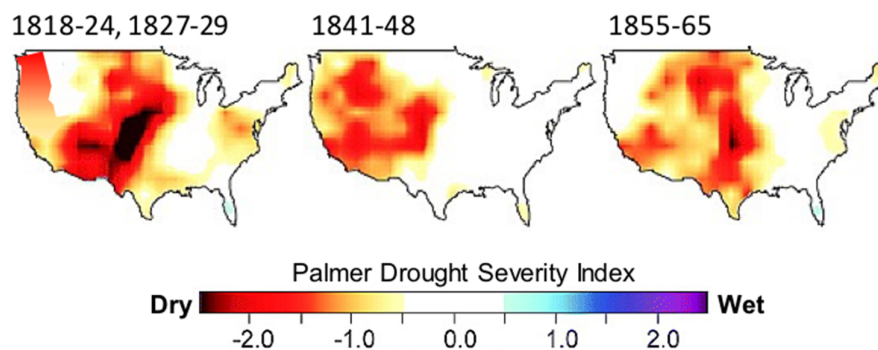 1818-24, 1827-29 1841-48 1855-65
Palmer Drought Severity Index
Dry Wet
-2.0 -1.0 0.0 1.0 2.0